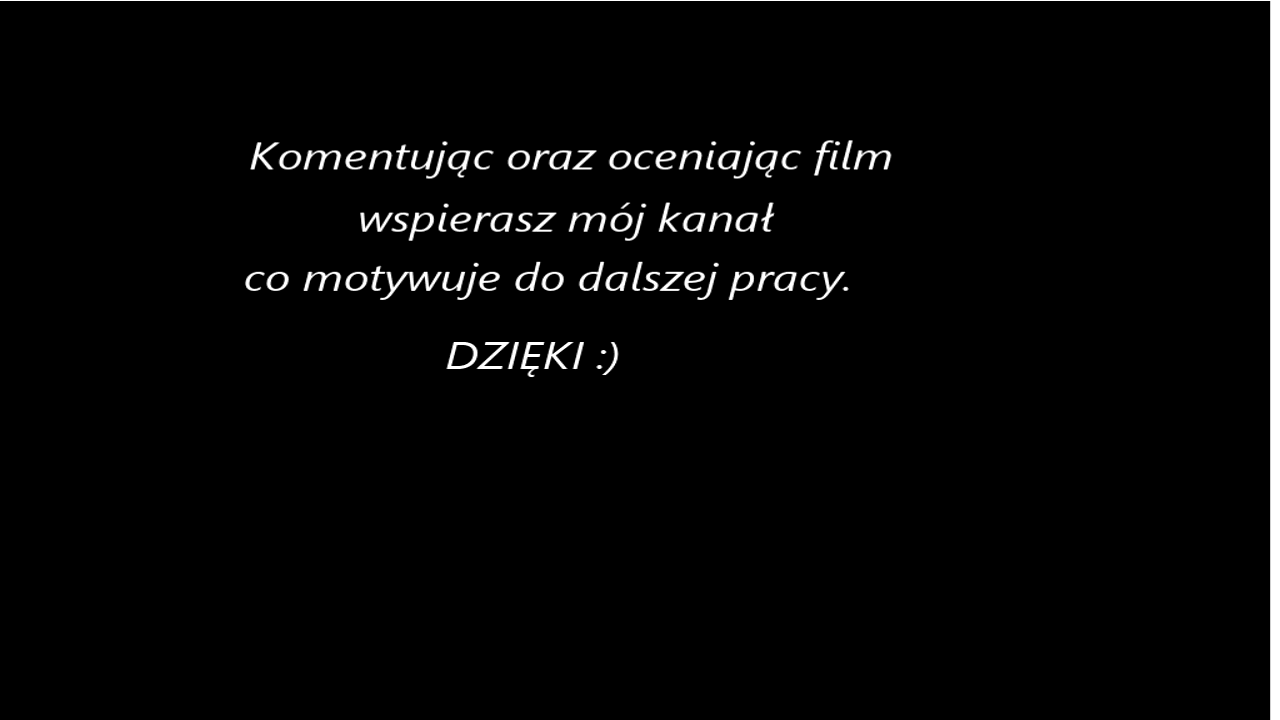 Komentując oraz oceniając film
wspierasz mój kanał
co motywuje do dalszej pracy.
DZIĘKI :)